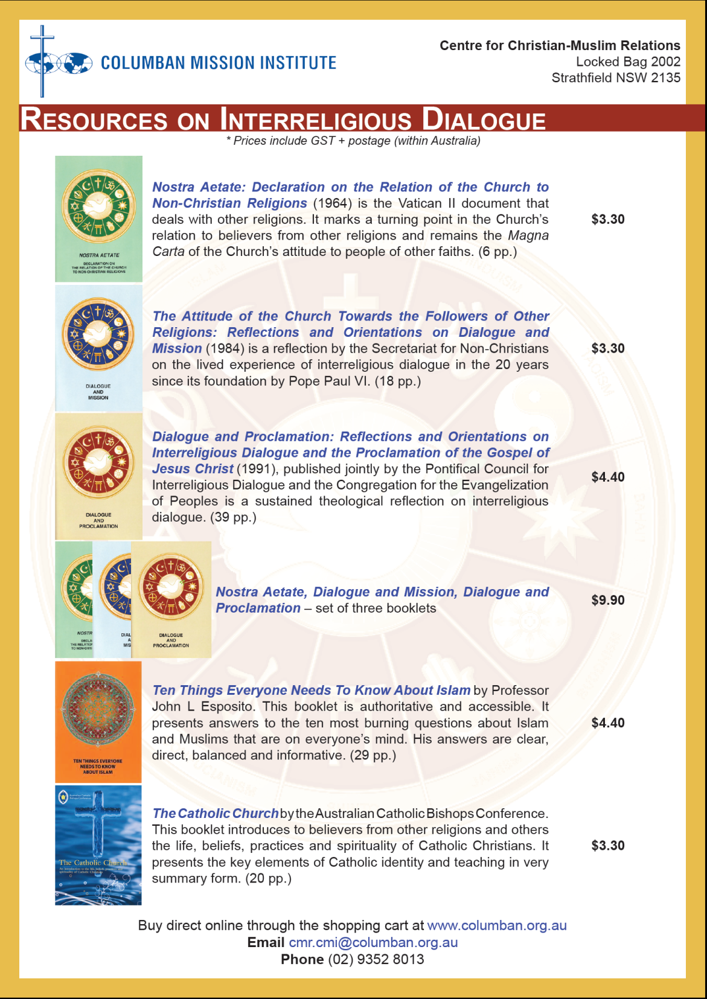 COLUMBAN MISSION INSTITUTE
Centre for Christian-Muslim Relations
Locked Bag 2002
Strathfield NSW 2135
RESOURCES ON INTERRELIGIOUS DIALOGUE
* Prices include GST + postage (within Australia)
NOSTRA AETATE
DECLARATION ON
THE RELATION OF THE CHURCH
TO NON-CHRISTIAN RELIGIONS
Nostra Aetate: Declaration on the Relation of the Church to
Non-Christian Religions (1964) is the Vatican II document that
deals with other religions. It marks a turning point in the Church's
relation to believers from other religions and remains the Magna
Carta of the Church's attitude to people of other faiths. (6 pp.)
$3.30
DIALOGUE
AND
MISSION
The Attitude of the Church Towards the Followers of Other
Religions: Reflections and Orientations on Dialogue and
Mission (1984) is a reflection by the Secretariat for Non-Christians
on the lived experience of interreligious dialogue in the 20 years
since its foundation by Pope Paul VI. (18 pp.)
$3.30
DIALOGUE
AND
PROCLAMATION
Dialogue and Proclamation: Reflections and Orientations on
Interreligious Dialogue and the Proclamation of the Gospel of
Jesus Christ (1991), published jointly by the Pontifical Council for
Interreligious Dialogue and the Congregation for the Evangelization
of Peoples is a sustained theological reflection on interreligious
dialogue. (39 pp.)
$4.40
NOSTR
DECLA
THE RELATION
TO NON-CHRI
DIAL
A
MIS
DIALOGUE
AND
PROCLAMATION
Nostra Aetate, Dialogue and Mission, Dialogue and
Proclamation – set of three booklets
$9.90
TEN THINGS EVERYONE
NEEDS TO KNOW
ABOUT ISLAM
Ten Things Everyone Needs To Know About Islam by Professor
John L Esposito. This booklet is authoritative and accessible. It
presents answers to the ten most burning questions about Islam
and Muslims that are on everyone's mind. His answers are clear,
direct, balanced and informative. (29 pp.)
$4.40
Australian Catholic
Bishops Conference
The Catholic Church
An introduction to the life, beliefs, practices and
spirituality of Catholic Christians
The Catholic Church by the Australian Catholic Bishops Conference.
This booklet introduces to believers from other religions and others
the life, beliefs, practices and spirituality of Catholic Christians. It
presents the key elements of Catholic identity and teaching in very
summary form. (20 pp.)
$3.30
Buy direct online through the shopping cart at www.columban.org.au
Email cmr.cmi@columban.org.au
Phone (02) 9352 8013